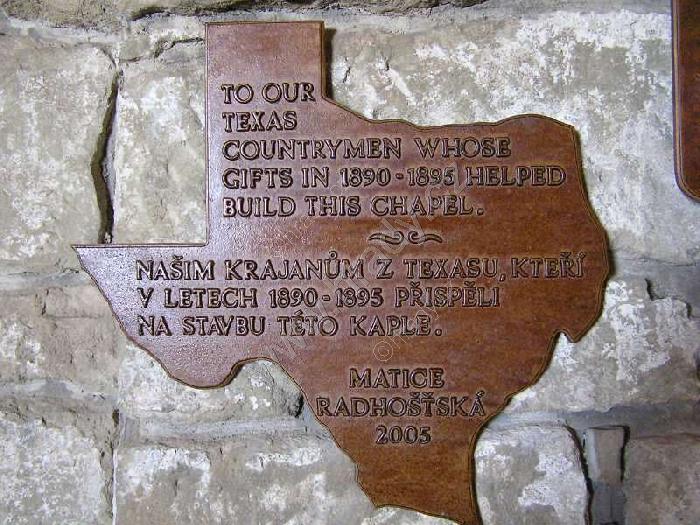 TO OUR
TEXAS
COUNTRYMEN WHOSE
GIFTS IN 1890-1895 HELPED
BUILD THIS CHAPEL.
NAŠIM KRAJANŮM Z TEXASU, KTEŘÍ
V LETECH 1890-1895 PŘISPĚLI
NA STAVBU TÉTO KAPLE.
MATICE
RADHOŠŤSKÁ
2005